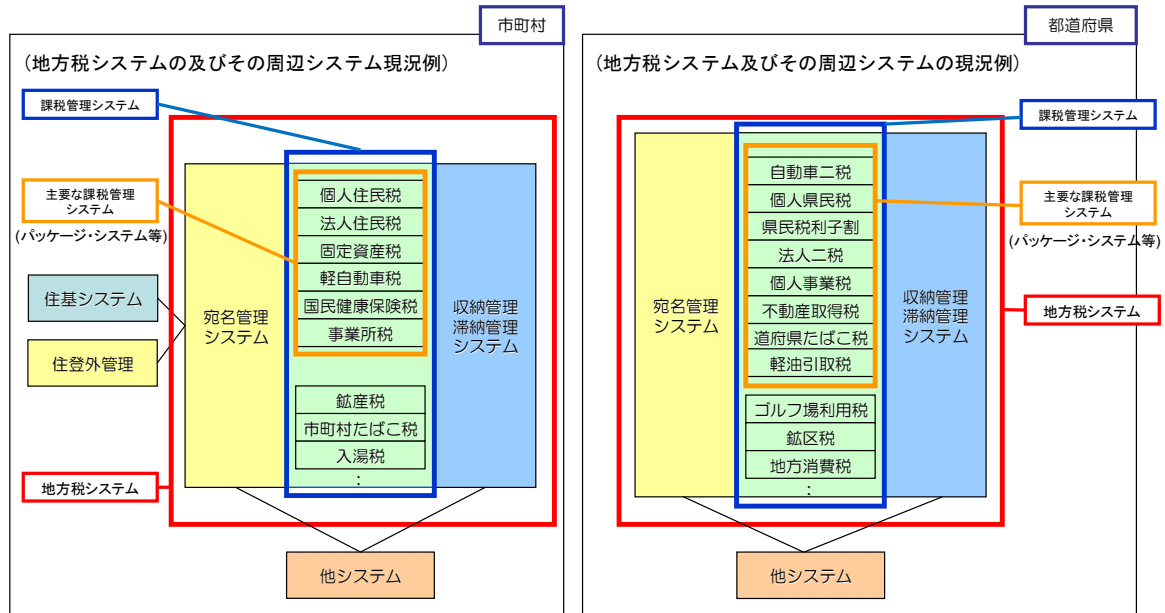 市町村
(地方税システムの及びその周辺システム現況例)
課税管理システム
主要な課税管理
システム
(パッケージ・システム等)
住基システム
住登外管理
地方税システム
宛名管理
システム
個人住民税
法人住民税
固定資産税
軽自動車税
国民健康保険税
事業所税
鉱産税
市町村たばこ税
入湯税
:
収納管理
滞納管理
システム
他システム
都道府県
(地方税システム及びその周辺システムの現況例)
宛名管理
システム
自動車二税
個人県民税
県民税利子割
法人二税
個人事業税
不動産取得税
道府県たばこ税
軽油引取税
ゴルフ場利用税
鉱区税
地方消費税
:
収納管理
滞納管理
システム
課税管理システム
主要な課税管理
システム
(パッケージ・システム等)
地方税システム
他システム